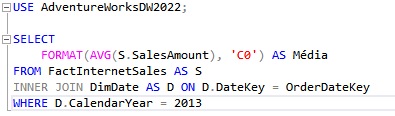 USE AdventureWorksDW2022;
SELECT
FORMAT(AVG(S.SalesAmount), 'C0') AS Média
FROM FactInternetSales AS S
INNER JOIN DimDate AS D ON D.DateKey = OrderDateKey
WHERE D.CalendarYear = 2013